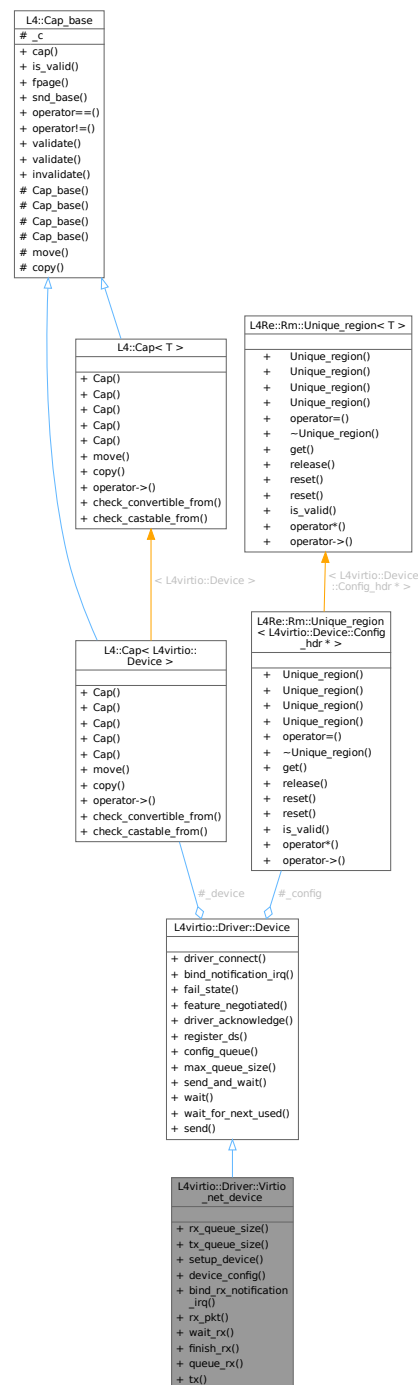 L4::Cap_base
# _c
+ cap()
+ is_valid()
+ fpage()
+ snd_base()
+ operator==()
+ operator!=()
+ validate()
+ validate()
+ invalidate()
# Cap_base()
# Cap_base()
# Cap_base()
# Cap_base()
# move()
# copy()
L4::Cap< T >
+ Cap()
+ Cap()
+ Cap()
+ Cap()
+ Cap()
+ move()
+ copy()
+ operator->()
+ check_convertible_from()
+ check_castable_from()
L4Re::Rm::Unique_region< T >
+ Unique_region()
+ Unique_region()
+ Unique_region()
+ Unique_region()
+ operator=()
+ ~Unique_region()
+ get()
+ release()
+ reset()
+ reset()
+ is_valid()
+ operator*()
+ operator->()
< L4virtio::Device >
< L4virtio::Device
::Config_hdr * >
L4::Cap< L4virtio::
Device >
+ Cap()
+ Cap()
+ Cap()
+ Cap()
+ Cap()
+ move()
+ copy()
+ operator->()
+ check_convertible_from()
+ check_castable_from()
L4Re::Rm::Unique_region
< L4virtio::Device::Config
_hdr * >
+ Unique_region()
+ Unique_region()
+ Unique_region()
+ Unique_region()
+ operator=()
+ ~Unique_region()
+ get()
+ release()
+ reset()
+ reset()
+ is_valid()
+ operator*()
+ operator->()
#_device
#_config
L4virtio::Driver::Device
+ driver_connect()
+ bind_notification_irq()
+ fail_state()
+ feature_negotiated()
+ driver_acknowledge()
+ register_ds()
+ config_queue()
+ max_queue_size()
+ send_and_wait()
+ wait()
+ wait_for_next_used()
+ send()
L4virtio::Driver::Virtio
_net_device
+ rx_queue_size()
+ tx_queue_size()
+ setup_device()
+ device_config()
+ bind_rx_notification
_irq()
+ rx_pkt()
+ wait_rx()
+ finish_rx()
+ queue_rx()
+ tx()